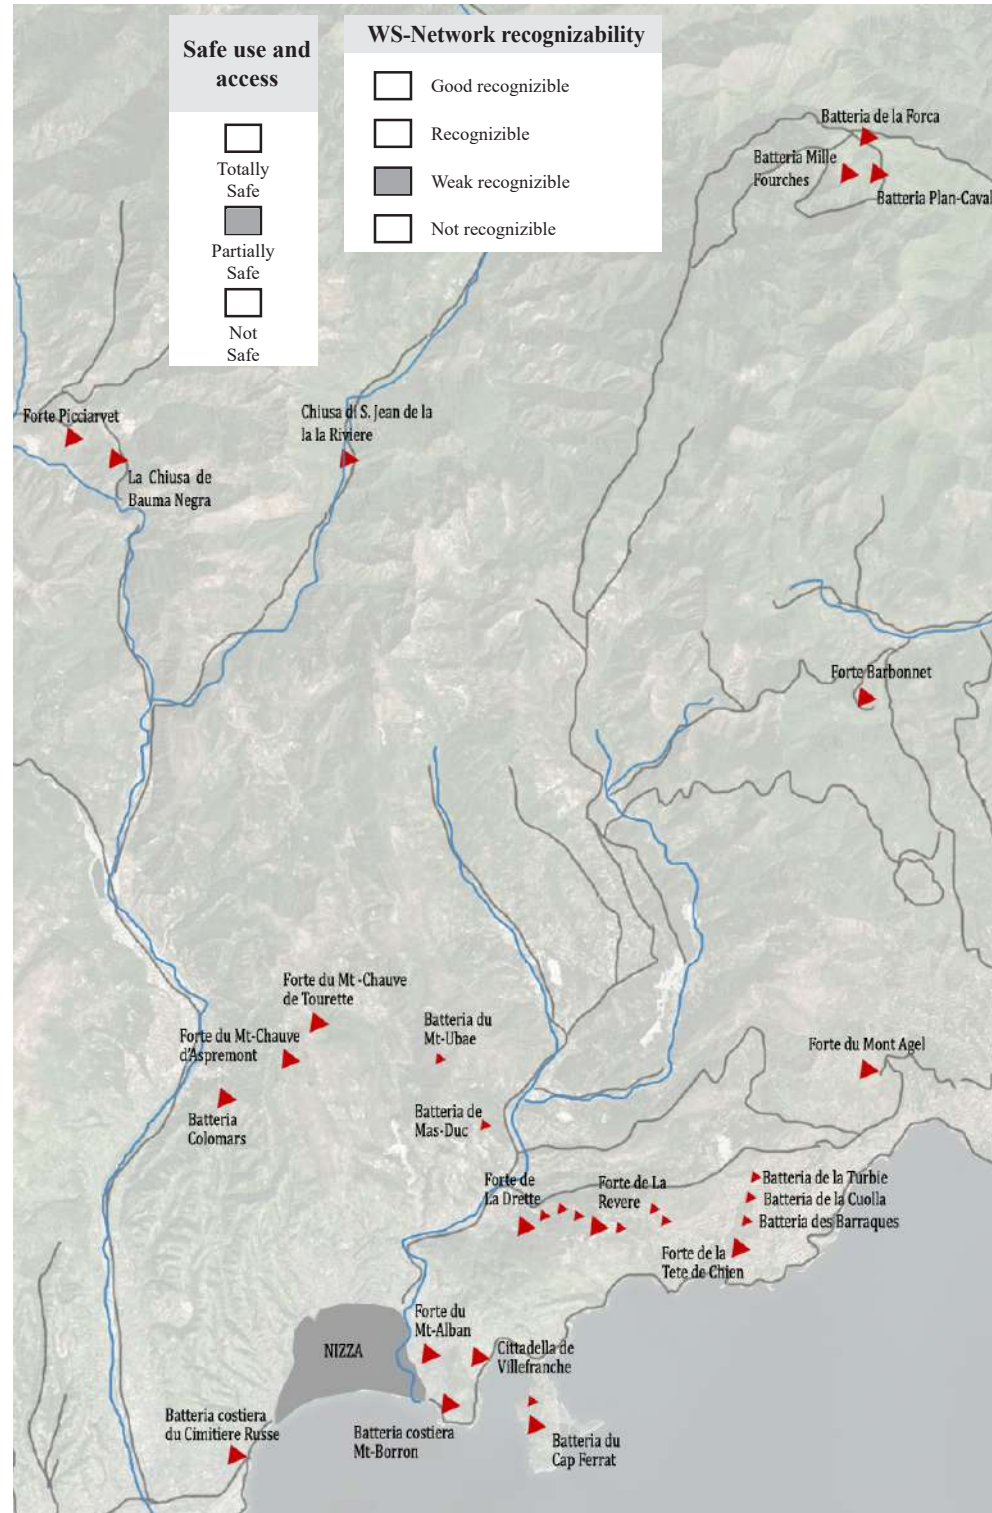 Safe use and
access
Totally
Safe
Partially
Safe
Not
Safe
WS-Network recognizability
Good recognizible
Recognizible
Weak recognizible
Not recognizible
Batteria de la Forca
Batteria Mille
Fourches
Batteria Plan-Caval
Forte Picciarvet
La Chiusa de
Bauma Negra
Chiusa di S. Jean de la
la la Riviere
Forte Barbonnet
Forte du Mt -Chauve
de Tourette
Forte du Mt-Chauve
d'Aspremont
Batteria
Colomars
Batteria du
Mt-Ubae
Batteria de
Mas-Duc
Forte du Mont Agel
Forte de
La Drette
Forte de La
Revere
Batteria de la Turbie
Batteria de la Cuolla
Batteria des Barraques
Forte de la
Tete de Chien
Forte du
Mt-Alban
NIZZA
Cittadella de
Villefranche
Batteria costiera
du Cimitiere Russe
Batteria costiera
Mt-Borron
Batteria du
Cap Ferrat